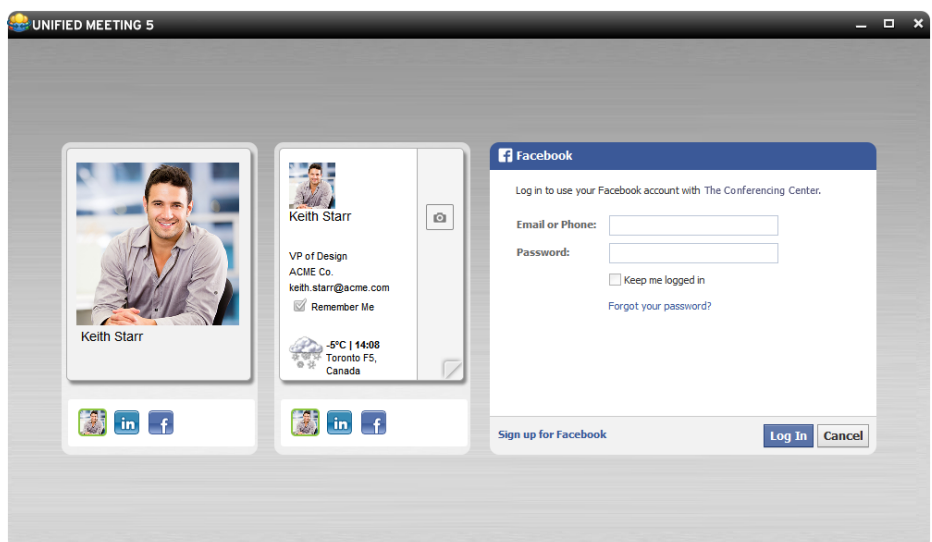 UNIFIED MEETING 5
Keith Starr
Keith Starr
VP of Design
ACME Co.
keith.starr@acme.com
Remember Me
-5°C | 14:08
Toronto F5,
Canada
in f
in f
f Facebook
Log in to use your Facebook account with The Conferencing Center.
Email or Phone:
Password:
Keep me logged in
Forgot your password?
Sign up for Facebook
Log In Cancel